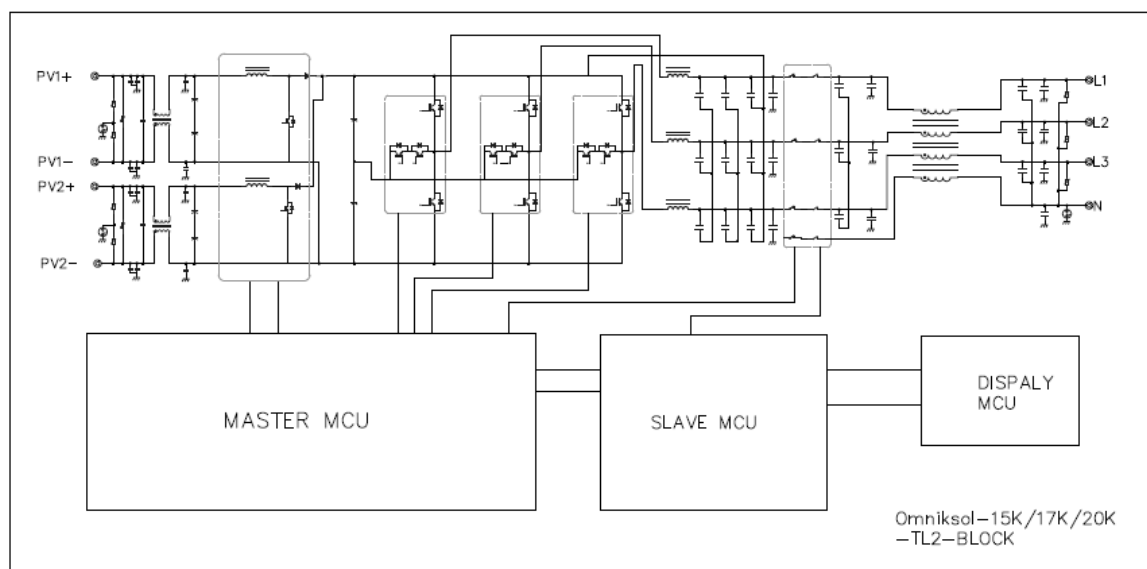 PV1+
PV1-
PV2+
PV2-
L1
L2
L3
N
MASTER MCU
SLAVE MCU
DISPALY
MCU
Omniksol-15K/17K/20K
-TL2-BLOCK